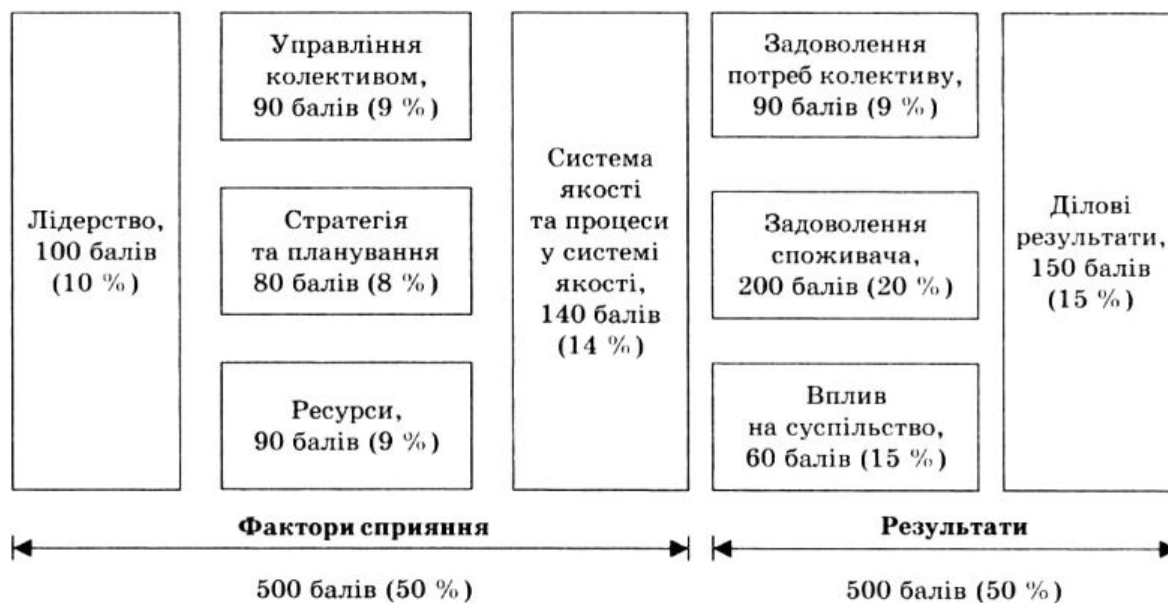 Лідерство,
100 балів
(10 %)
Управління
колективом,
90 балів (9 %)
Стратегія
та планування
80 балів (8 %)
Ресурси,
90 балів (9 %)
Система
якості
та процеси
у системі
якості,
140 балів
(14 %)
Задоволення
потреб колективу,
90 балів (9 %)
Задоволення
споживача,
200 балів (20 %)
Вплив
на суспільство,
60 балів (15 %)
Ділові
результати,
150 балів
(15 %)
Фактори сприяння
500 балів (50 %)
Результати
500 балів (50 %)